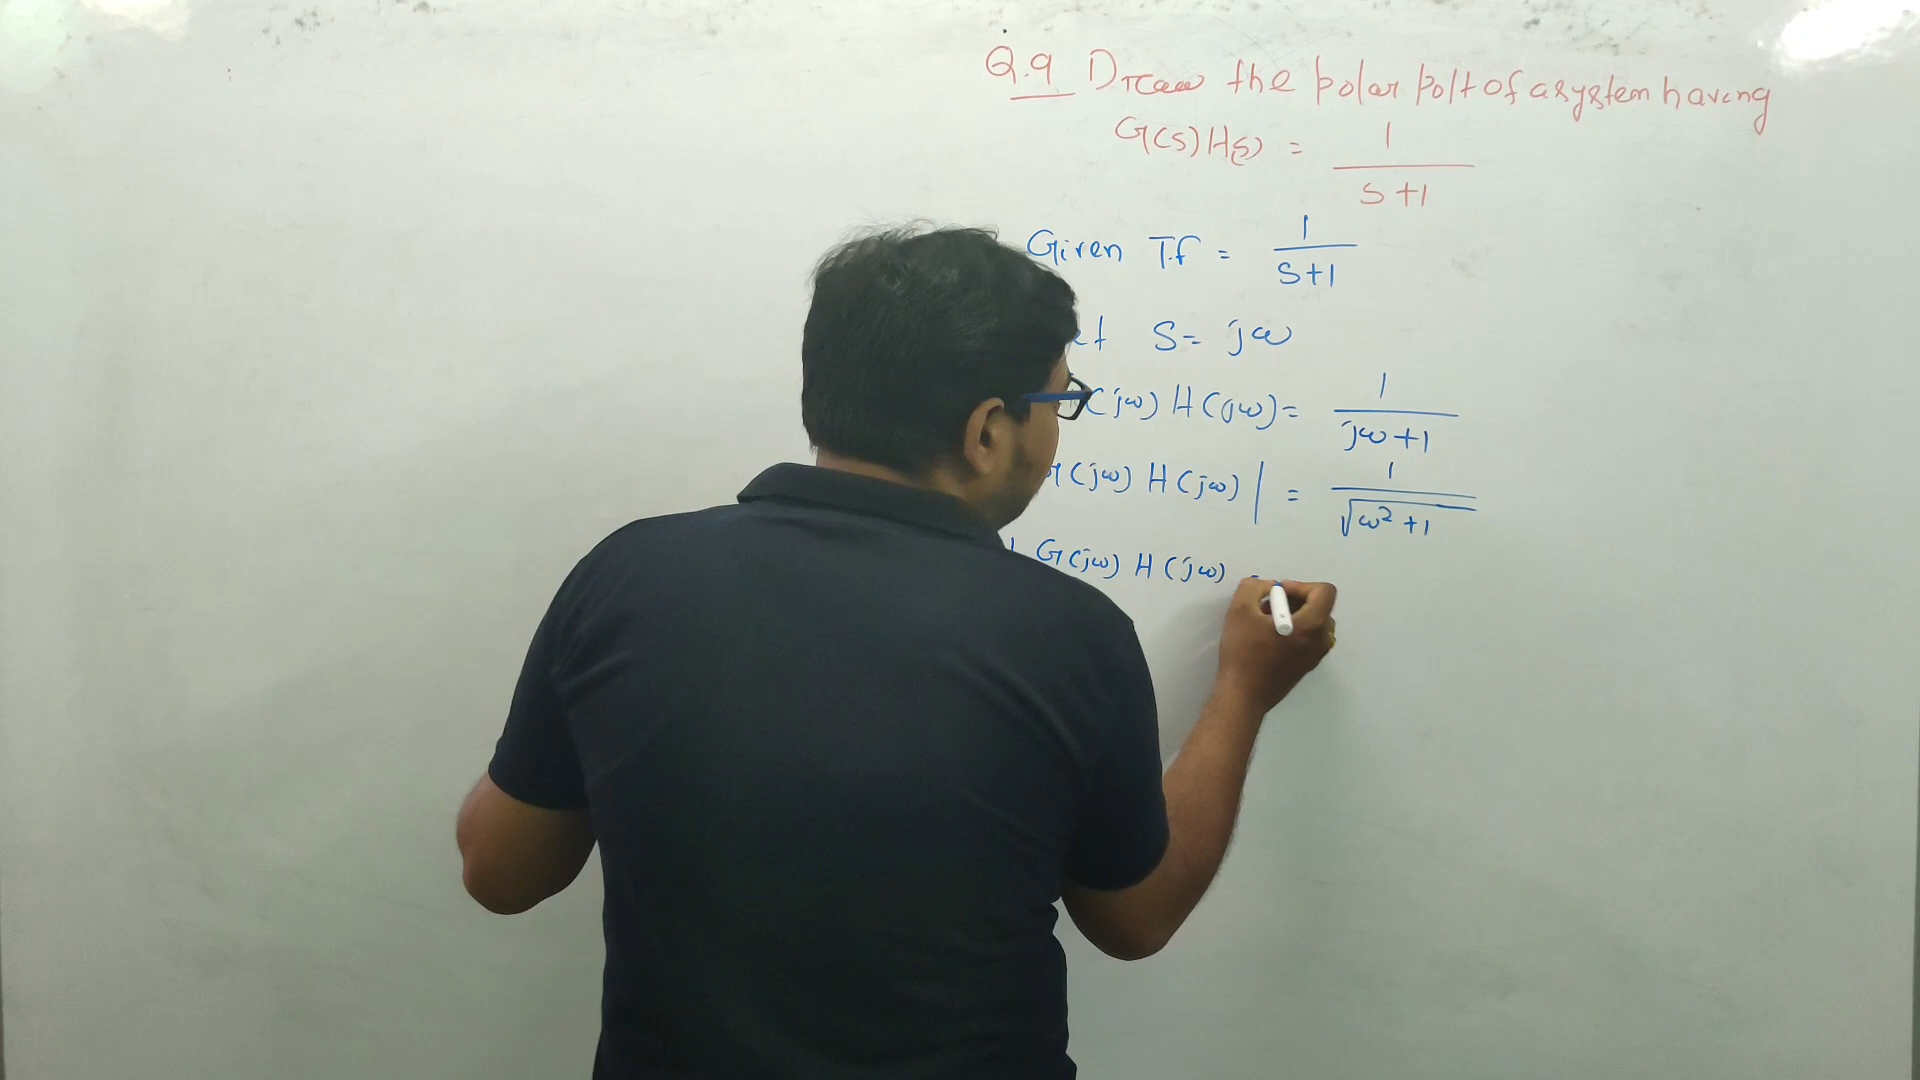 Q.9 Draw the polar polt of a system having
G(s)H(s) = 1/(s+1)
Given T.f = 1/(s+1)
S = jω
(jω) H(jω) = 1/(jω+1)
(jω) H(jω)| = 1/√(ω²+1)
G(jω) H(jω) =